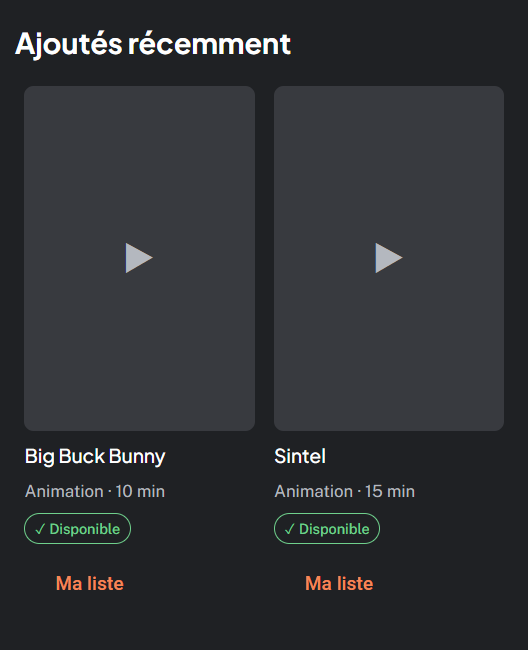 Ajoutés récemment
Big Buck Bunny
Animation · 10 min
✓ Disponible
Ma liste
Sintel
Animation · 15 min
✓ Disponible
Ma liste